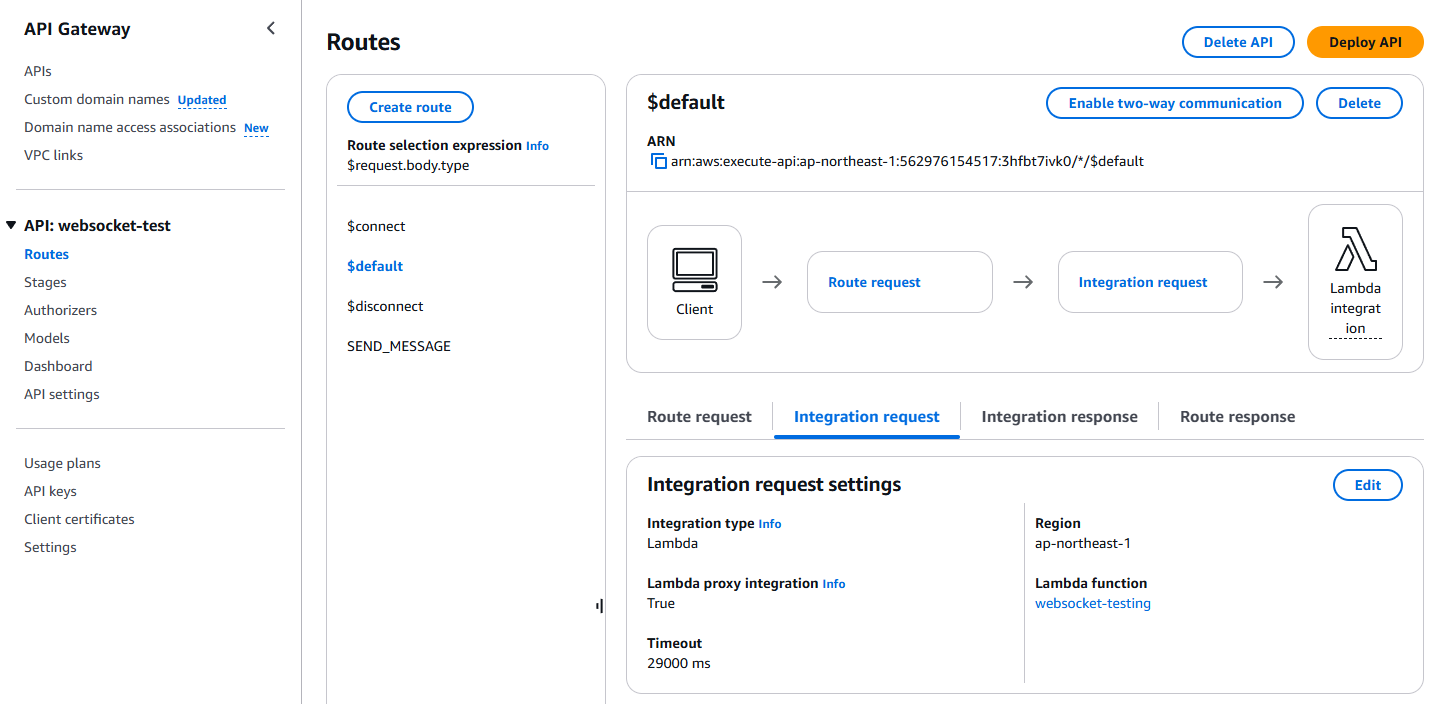 API Gateway
APIs
Custom domain names Updated
Domain name access associations New
VPC links
API: websocket-test
Routes
Stages
Authorizers
Models
Dashboard
API settings
Usage plans
API keys
Client certificates
Settings
Routes
Delete API
Deploy API
Create route
Route selection expression Info
$request.body.type
$connect
$default
$disconnect
SEND_MESSAGE
$default
Enable two-way communication
Delete
ARN
arn:aws:execute-api:ap-northeast-1:562976154517:3hfbt7ivk0/*/$default
Client
Route request
Integration request
Lambda
integrat
ion
Route request
Integration request
Integration response
Route response
Integration request settings
Edit
Integration type Info
Lambda
Lambda proxy integration Info
True
Timeout
29000 ms
Region
ap-northeast-1
Lambda function
websocket-testing